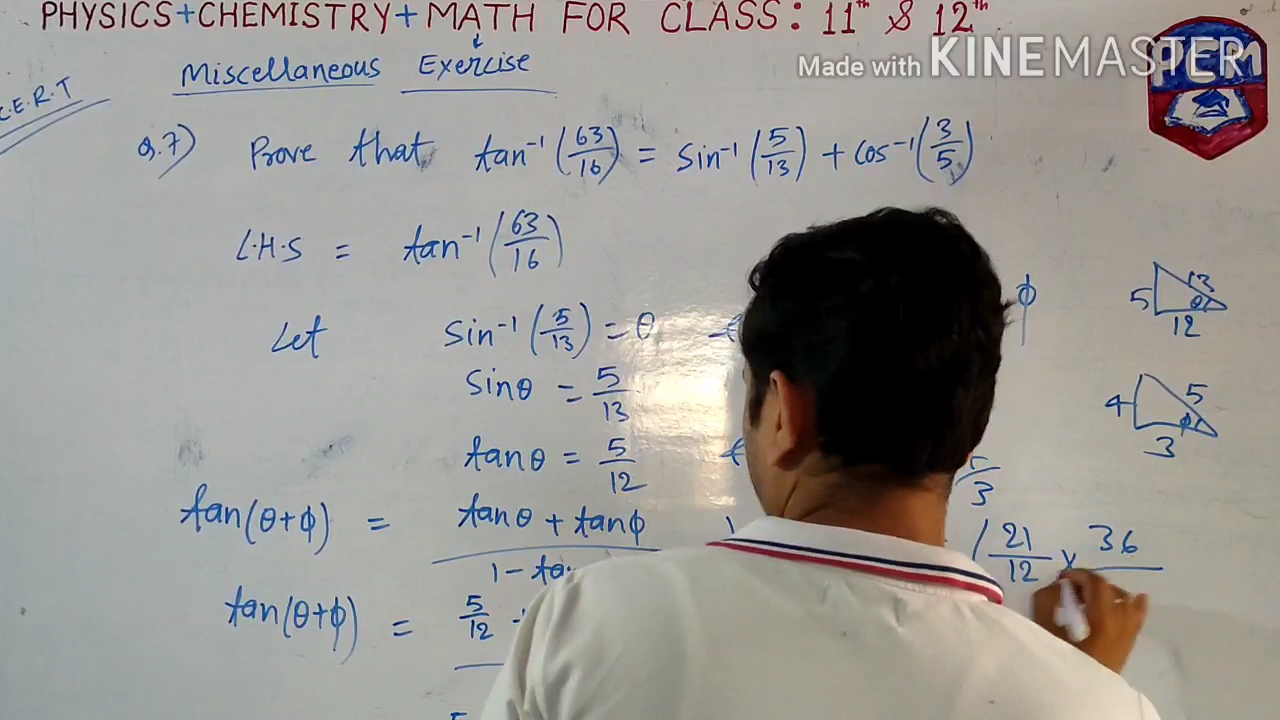 PHYSICS+CHEMISTRY+MATH FOR CLASS: 11th & 12th
Made with KINEMASTER
PCM
Miscellaneous Exercise
C.E.R.T
Q.7) Prove that tan⁻¹(63/16) = sin⁻¹(5/13) + cos⁻¹(3/5)
L.H.S = tan⁻¹(63/16)
Let sin⁻¹(5/13) = θ
ϕ
5 13 θ 12
sinθ = 5/13
4 5 ϕ 3
tanθ = 5/12
3
tan(θ+ϕ) = tanθ + tanϕ
1 -
21/12 × 36
tan(θ+ϕ) = 5/12